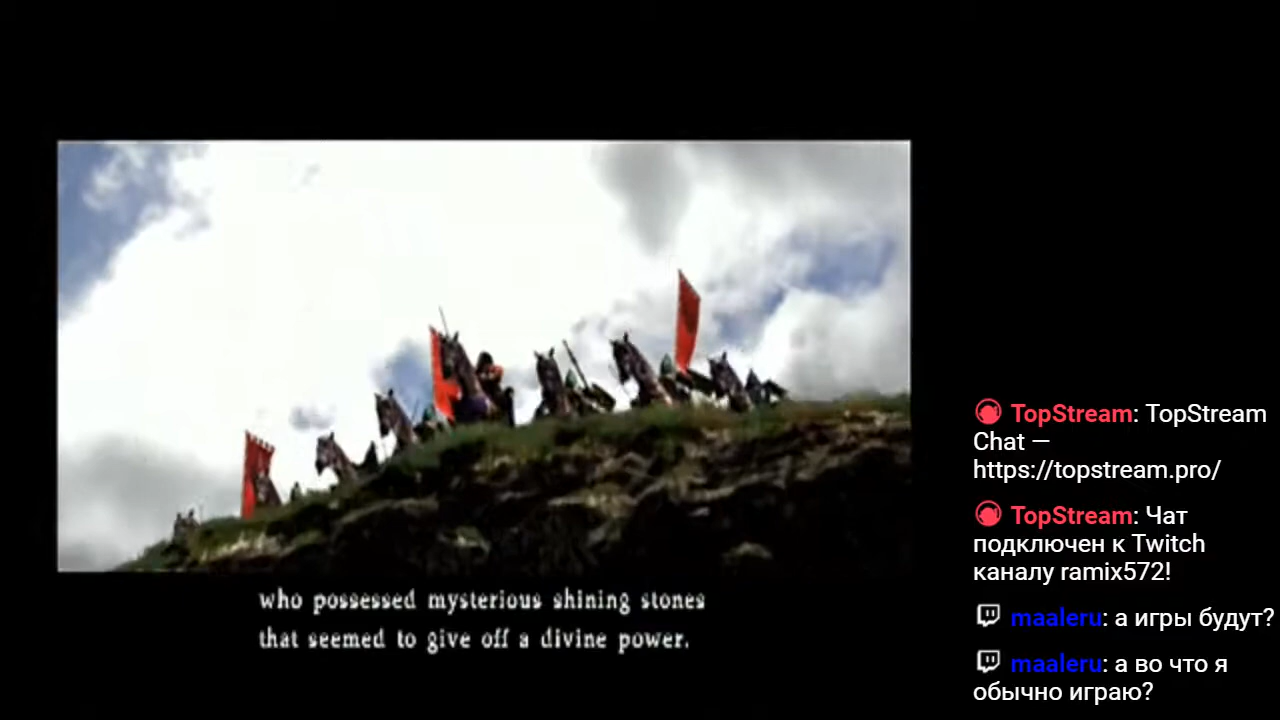 who possessed mysterious shining stones
that seemed to give off a divine power.
TopStream: TopStream
Chat —
https://topstream.pro/
TopStream: Чат
подключен к Twitch
каналу ramix572!
maaleru: а игры будут?
maaleru: а во что я
обычно играю?